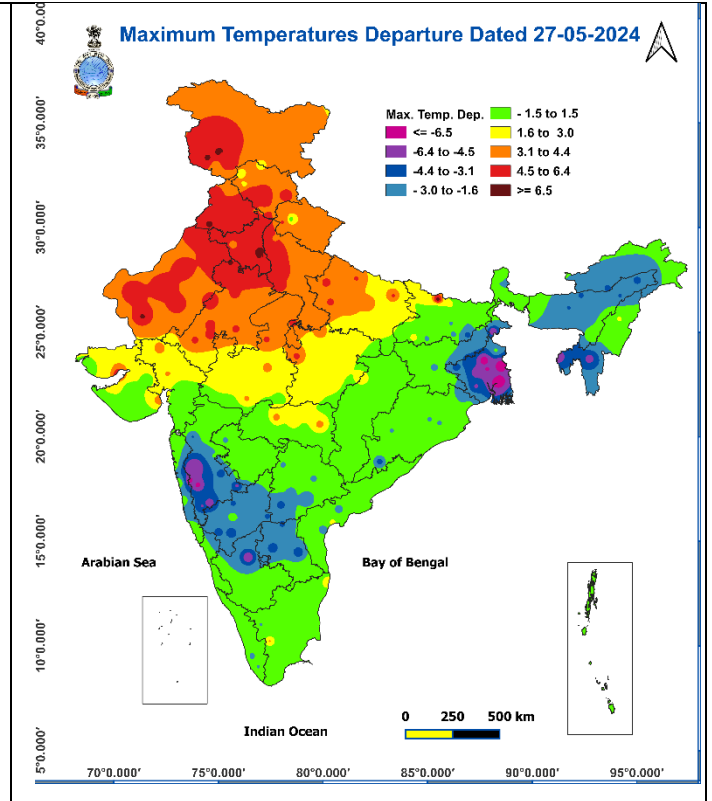 Maximum Temperatures Departure Dated 27-05-2024
Max. Temp. Dep.
<= -6.5
-6.4 to -4.5
-4.4 to -3.1
- 3.0 to -1.6
- 1.5 to 1.5
1.6 to 3.0
3.1 to 4.4
4.5 to 6.4
>= 6.5
40°0.000'
35°0.000'
30°0.000'
25°0.000'
20°0.000'
15°0.000'
10°0.000'
5°0.000'
Arabian Sea
Bay of Bengal
Indian Ocean
0 250 500 km
70°0.000' 75°0.000' 80°0.000' 85°0.000' 90°0.000' 95°0.000'